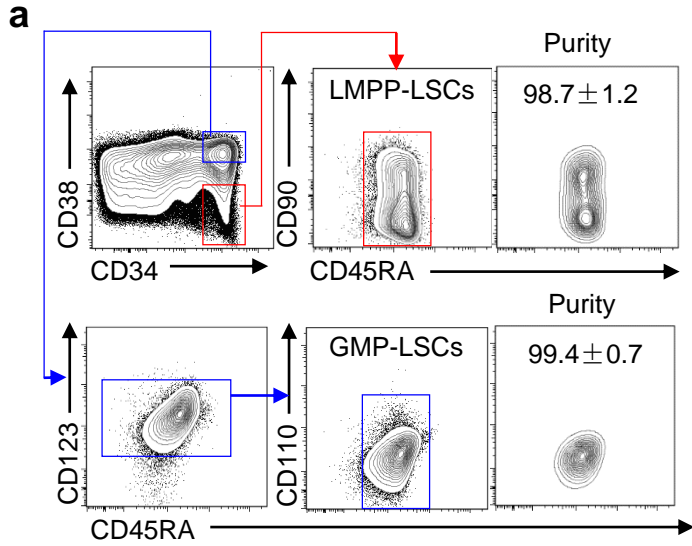 a
Purity
LMPP-LSCs
98.7±1.2
CD38
CD90
CD34
CD45RA
Purity
GMP-LSCs
99.4±0.7
CD123
CD110
CD45RA